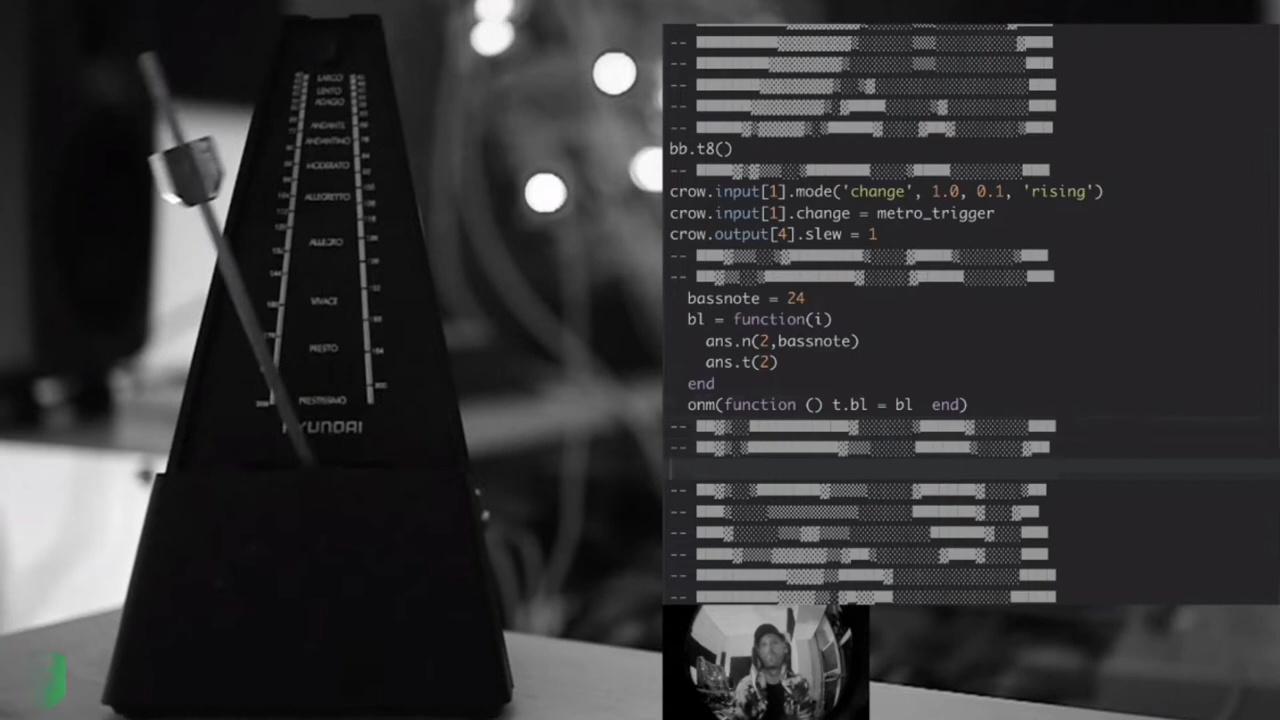 LARGO
LENTO
ADAGIO
ANDANTE
ANDANTINO
MODERATO
ALLEGRETTO
ALLEGRO
VIVACE
PRESTO
PRESTISSIMO
HYUNDAI
bb.t8()
crow.input[1].mode('change', 1.0, 0.1, 'rising')
crow.input[1].change = metro_trigger
crow.output[4].slew = 1
bassnote = 24
bl = function(i)
ans.n(2,bassnote)
ans.t(2)
end
onm(function () t.bl = bl  end)